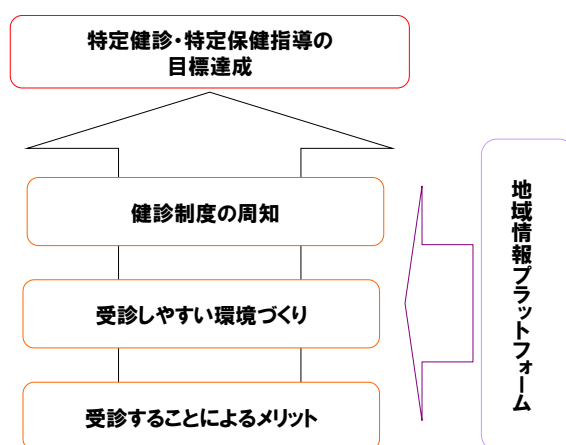 特定健診・特定保健指導の
目標達成
健診制度の周知
受診しやすい環境づくり
受診することによるメリット
地域情報プラットフォーム